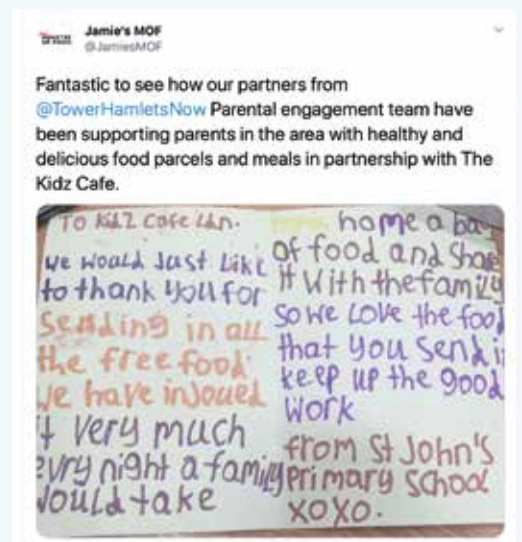 Jamie's MOF
@JamiesMOF
Fantastic to see how our partners from
@TowerHamletsNow Parental engagement team have
been supporting parents in the area with healthy and
delicious food parcels and meals in partnership with The
Kidz Cafe.
To KidZ Cafe Ldn.
we would Just Like
to thank you for
Sending in all
the free food
we have injoued
it very much
evry night a family
would take
home a bag
of food and Share
it with the family
So we Love the food
that you send in
keep up the good
work
from St John's
primary school
xoxo.